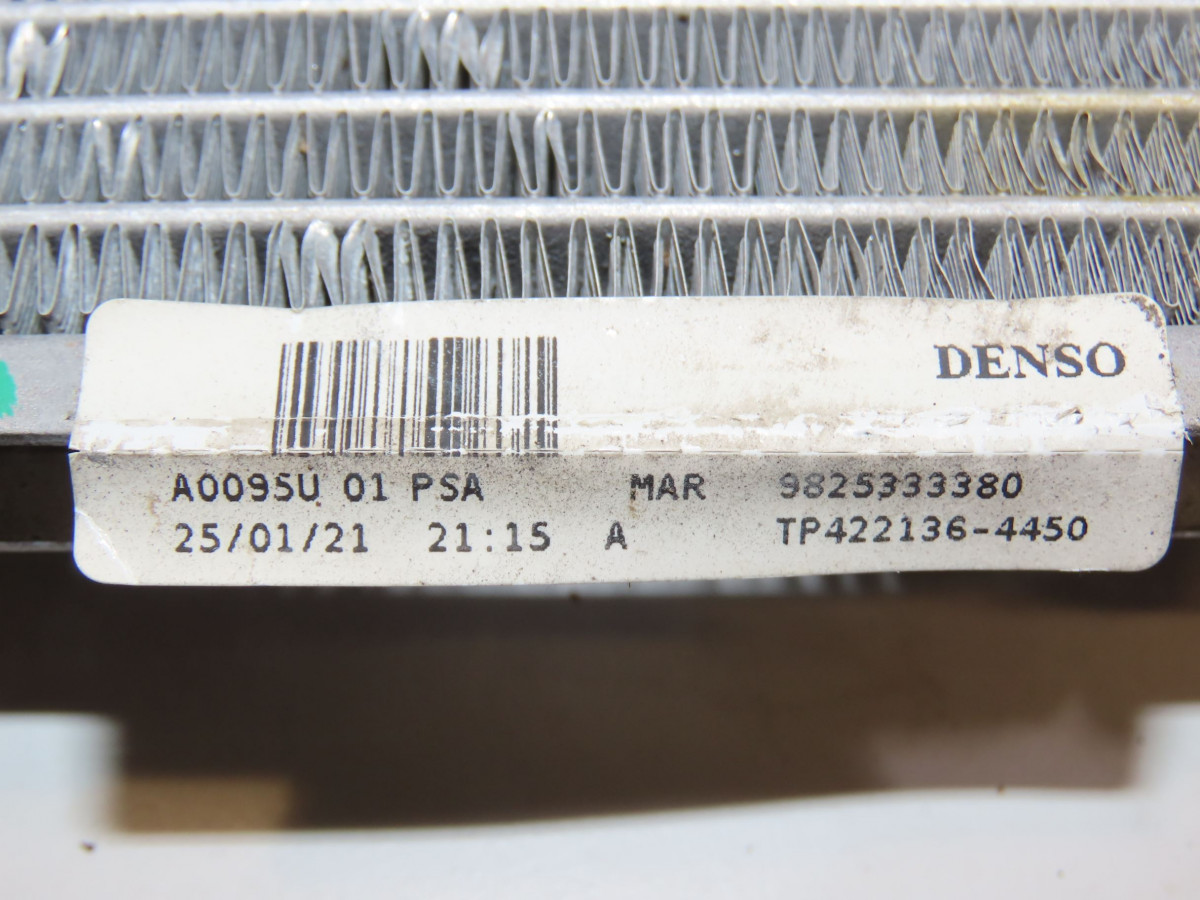 DENSO
A0095U 01 PSA MAR 9825333380
25/01/21 21:15 A TP422136-4450